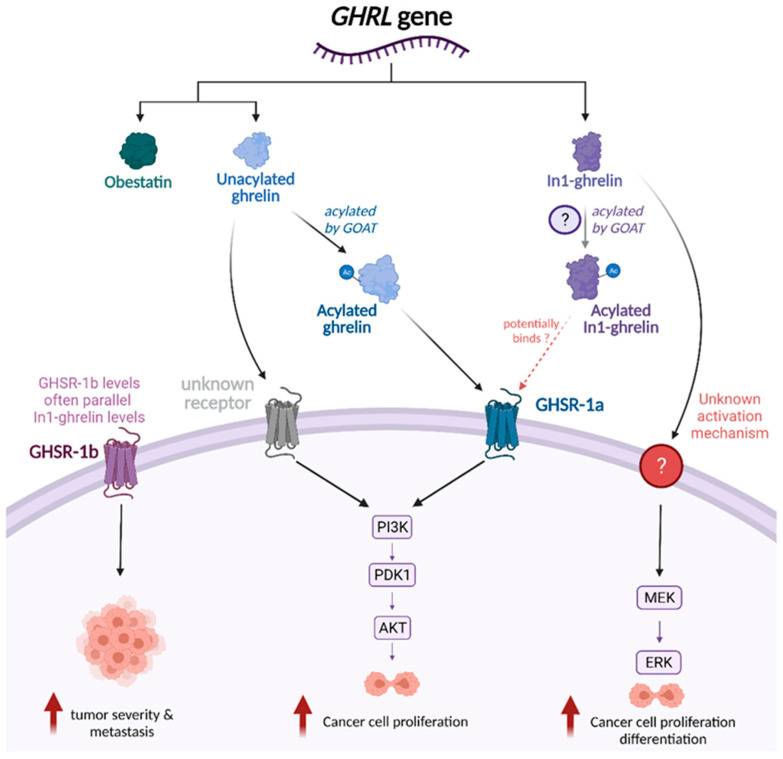 GHRL gene
Obestatin
Unacylated
ghrelin
In1-ghrelin
acylated
by GOAT
?
acylated
by GOAT
Ac
Acylated
ghrelin
Ac
Acylated
In1-ghrelin
potentially
binds ?
GHSR-1b levels
often parallel
In1-ghrelin levels
GHSR-1b
unknown
receptor
GHSR-1a
Unknown
activation
mechanism
?
PI3K
PDK1
AKT
MEK
ERK
tumor severity &
metastasis
Cancer cell proliferation
Cancer cell proliferation
differentiation